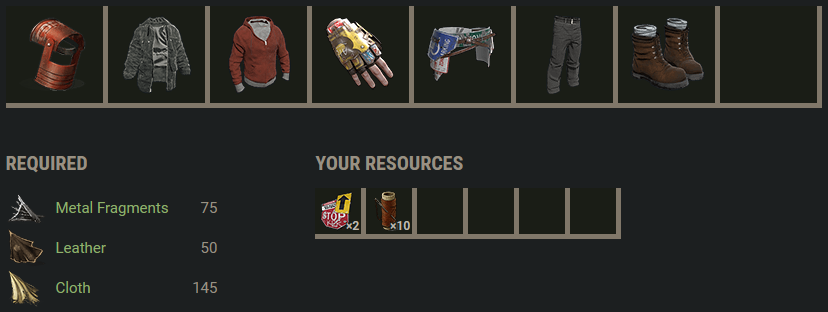 REQUIRED
YOUR RESOURCES
Metal Fragments 75
STOP
×2
×10
Leather 50
Cloth 145